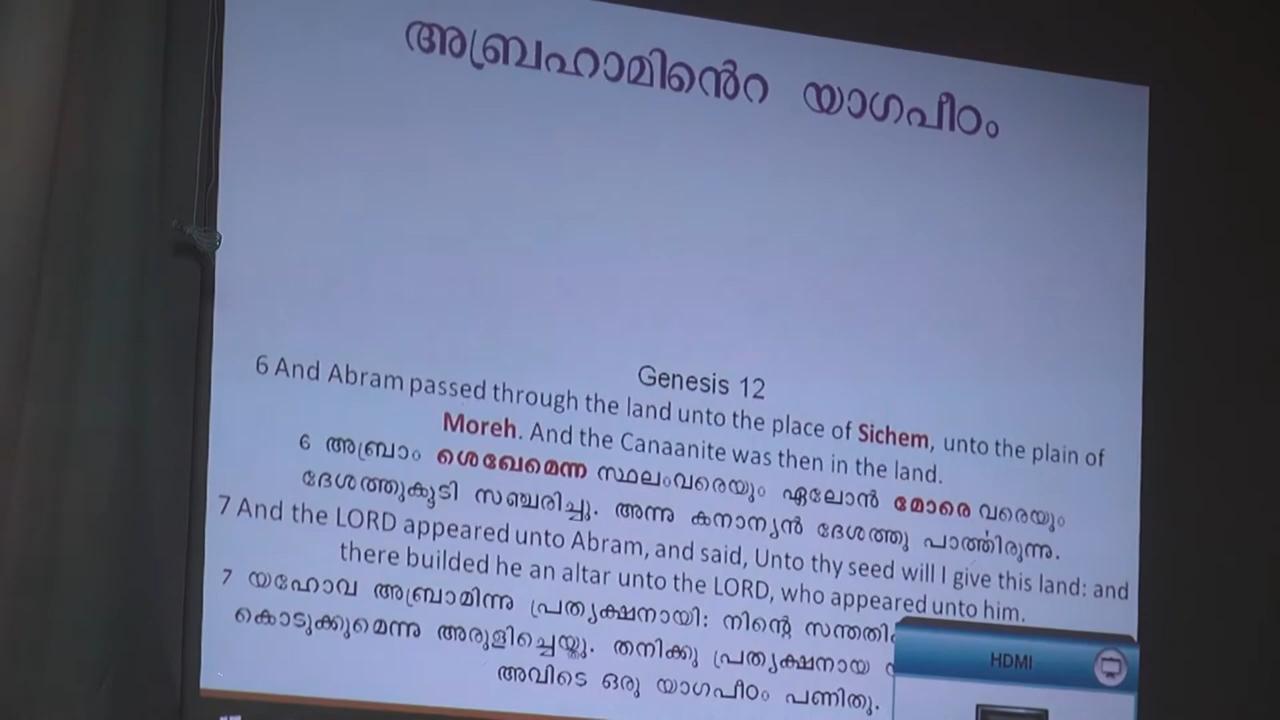 അബ്രഹാമിൻെറ യാഗപീഠം
Genesis 12
6 And Abram passed through the land unto the place of Sichem, unto the plain of
Moreh. And the Canaanite was then in the land.
6 അബ്രാം ശെഖേമെന്ന സ്ഥലംവരെയും ഏലോൻ മോരെ വരെയും
ദേശത്തുകൂടി സഞ്ചരിച്ചു. അന്നു കനാന്യൻ ദേശത്തു പാർത്തിരുന്നു.
7 And the LORD appeared unto Abram, and said, Unto thy seed will I give this land: and
there builded he an altar unto the LORD, who appeared unto him.
7 യഹോവ അബ്രാമിന്നു പ്രത്യക്ഷനായി: നിന്റെ
കൊടുക്കുമെന്നു അരുളിച്ചെയ്തു. തനിക്കു പ്രത്യക്ഷനായ
അവിടെ ഒരു യാഗപീഠം പണിതു.
HDMI